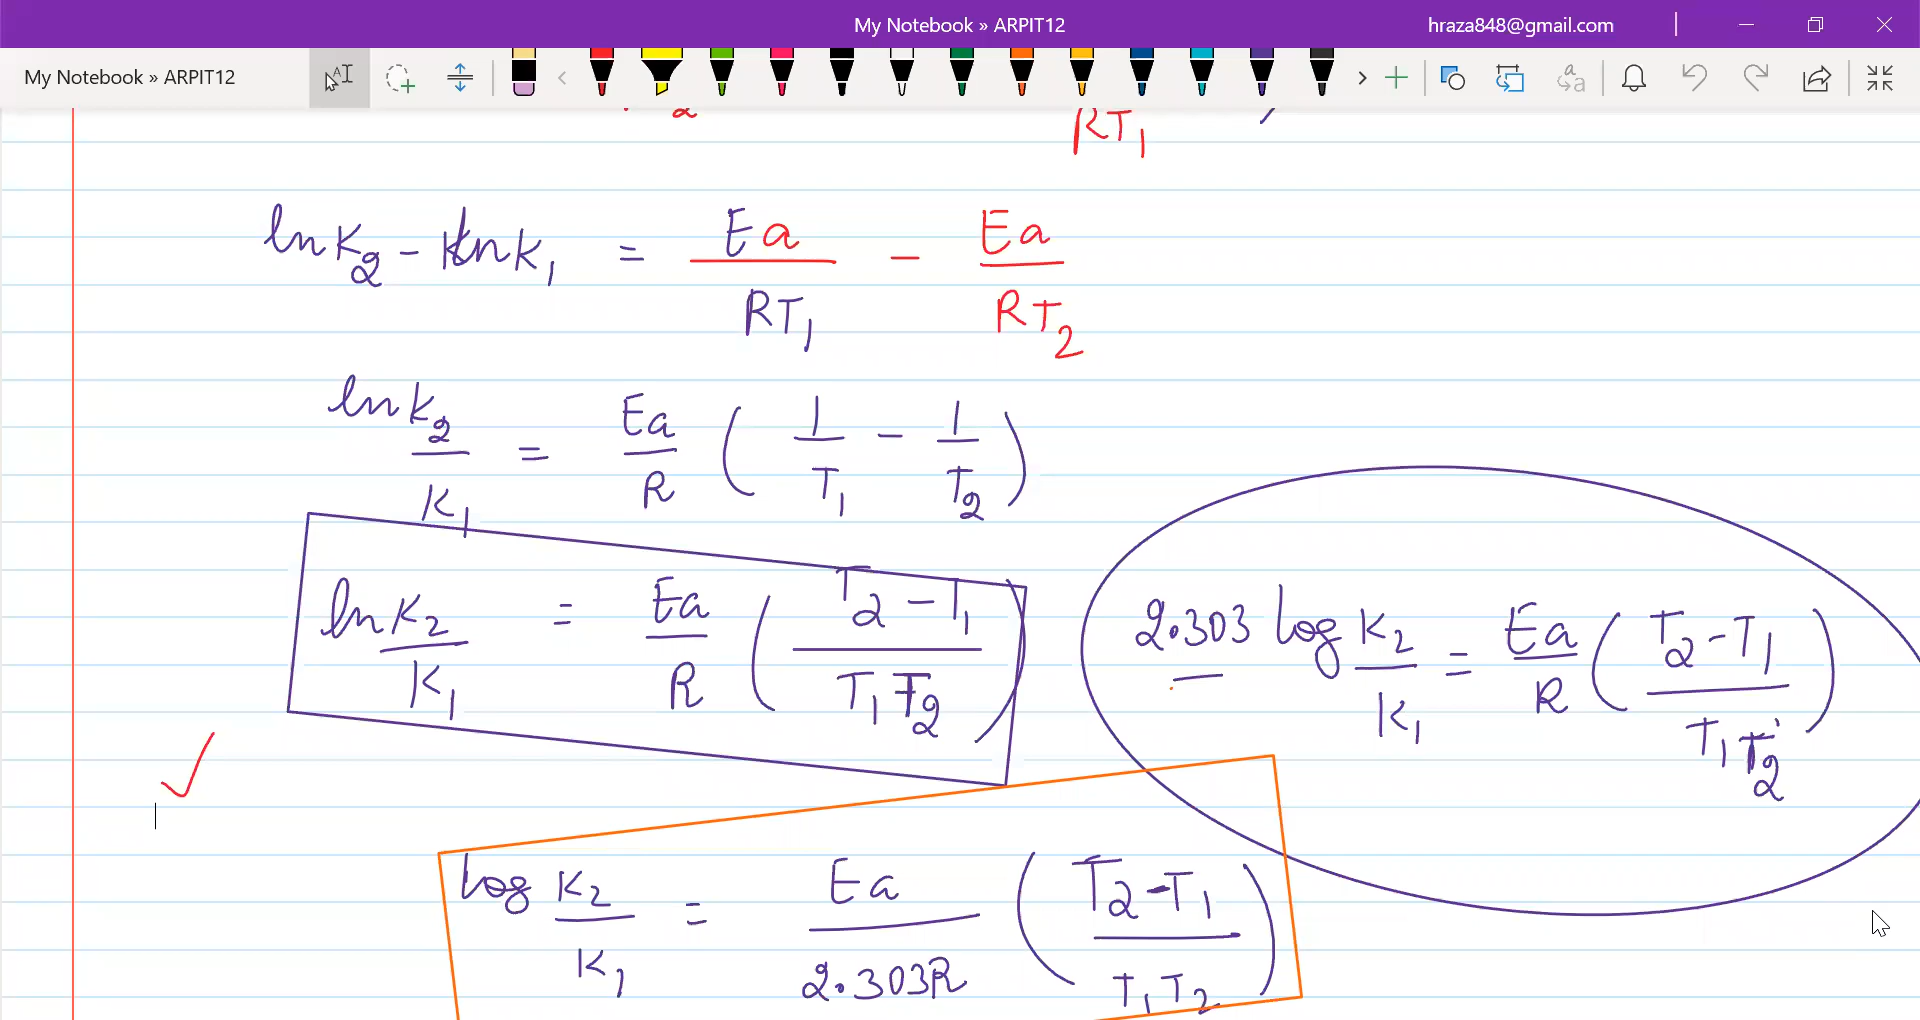 My Notebook » ARPIT12
hraza848@gmail.com
My Notebook » ARPIT12
RT₁
ln K₂ - ln K₁ = Ea/RT₁ - Ea/RT₂
ln K₂/K₁ = Ea/R (1/T₁ - 1/T₂)
ln K₂/K₁ = Ea/R (T₂-T₁/T₁T₂)
2.303 log K₂/K₁ = Ea/R (T₂-T₁/T₁T₂)
log K₂/K₁ = Ea/2.303R (T₂-T₁/T₁T₂)